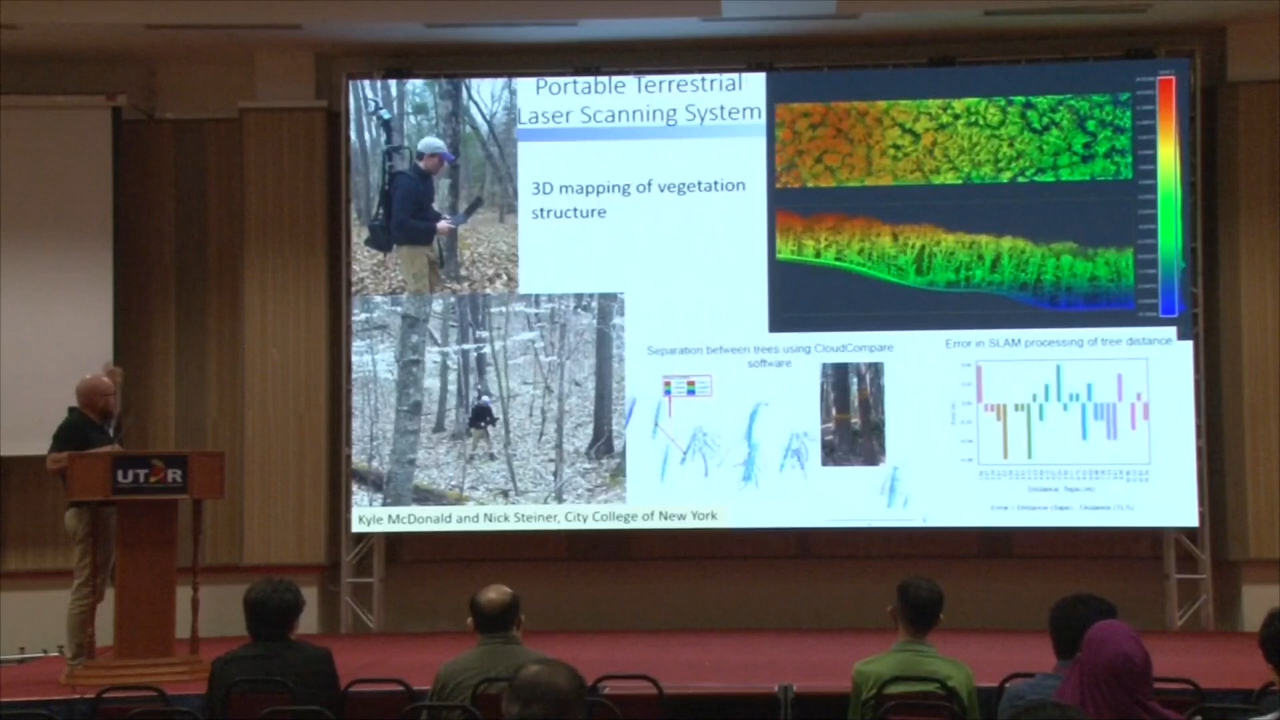 Portable Terrestrial
Laser Scanning System
3D mapping of vegetation
structure
Separation between trees using CloudCompare
software
Error in SLAM processing of tree distance
Kyle McDonald and Nick Steiner, City College of New York
UTAR